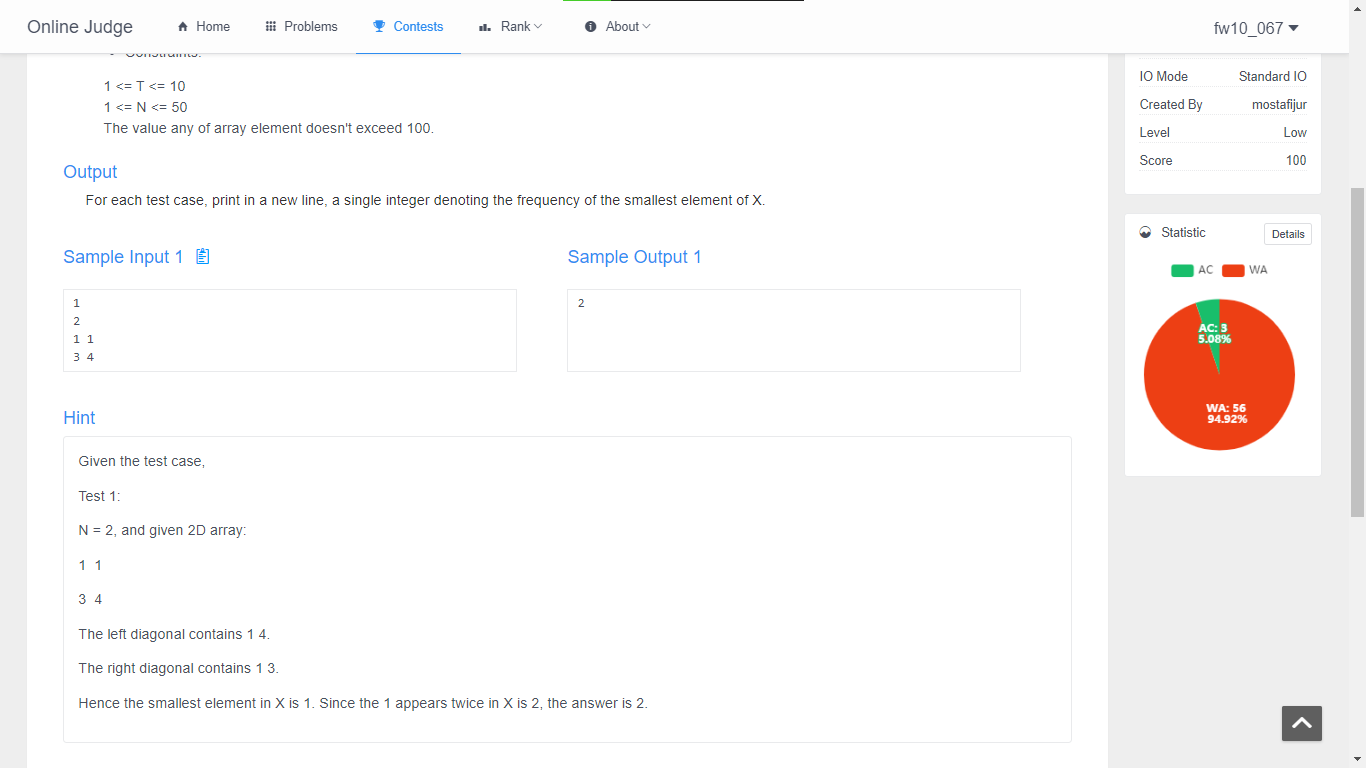 Online Judge
Home
Problems
Contests
Rank
About
fw10_067
Constraints:
1 <= T <= 10
1 <= N <= 50
The value any of array element doesn't exceed 100.
Output
For each test case, print in a new line, a single integer denoting the frequency of the smallest element of X.
Sample Input 1
Sample Output 1
1
2
1 1
3 4
2
Hint
Given the test case,
Test 1:
N = 2, and given 2D array:
1 1
3 4
The left diagonal contains 1 4.
The right diagonal contains 1 3.
Hence the smallest element in X is 1. Since the 1 appears twice in X is 2, the answer is 2.
IO Mode Standard IO
Created By mostafijur
Level Low
Score 100
Statistic
Details
AC WA
AC: 3
5.08%
WA: 56
94.92%